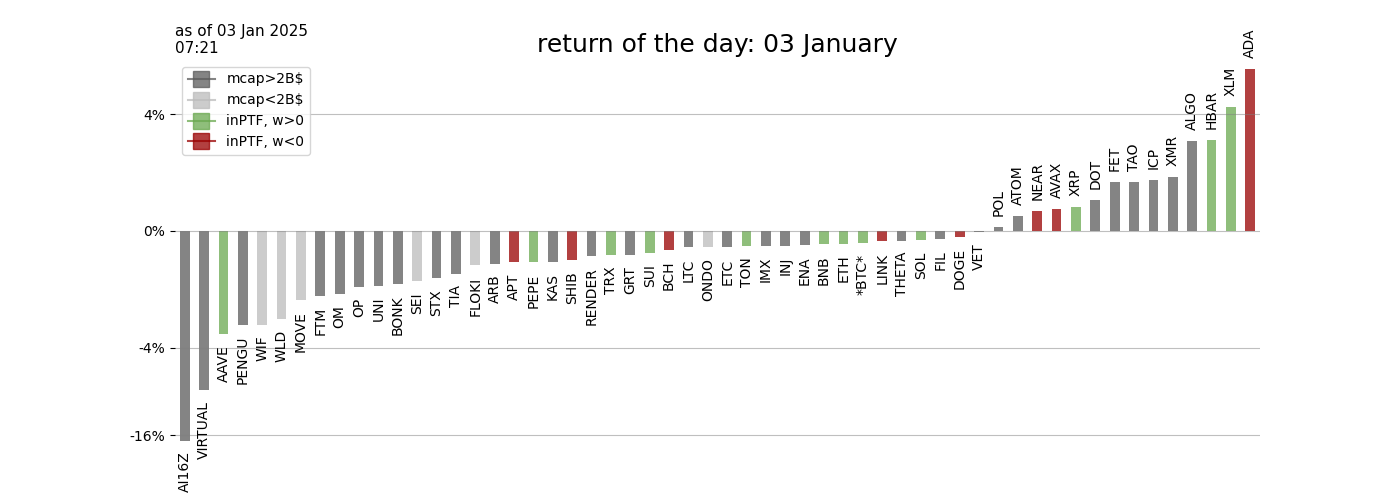 as of 03 Jan 2025
07:21
return of the day: 03 January
mcap>2B$
mcap<2B$
inPTF, w>0
inPTF, w<0
4%
0%
-4%
-16%
AI16Z
VIRTUAL
AAVE
PENGU
WIF
WLD
MOVE
FTM
OM
OP
UNI
BONK
SEI
STX
TIA
FLOKI
ARB
APT
PEPE
KAS
SHIB
RENDER
TRX
GRT
SUI
BCH
LTC
ONDO
ETC
TON
IMX
INJ
ENA
BNB
ETH
*BTC*
LINK
THETA
SOL
FIL
DOGE
VET
POL
ATOM
NEAR
AVAX
XRP
DOT
FET
TAO
ICP
XMR
ALGO
HBAR
XLM
ADA